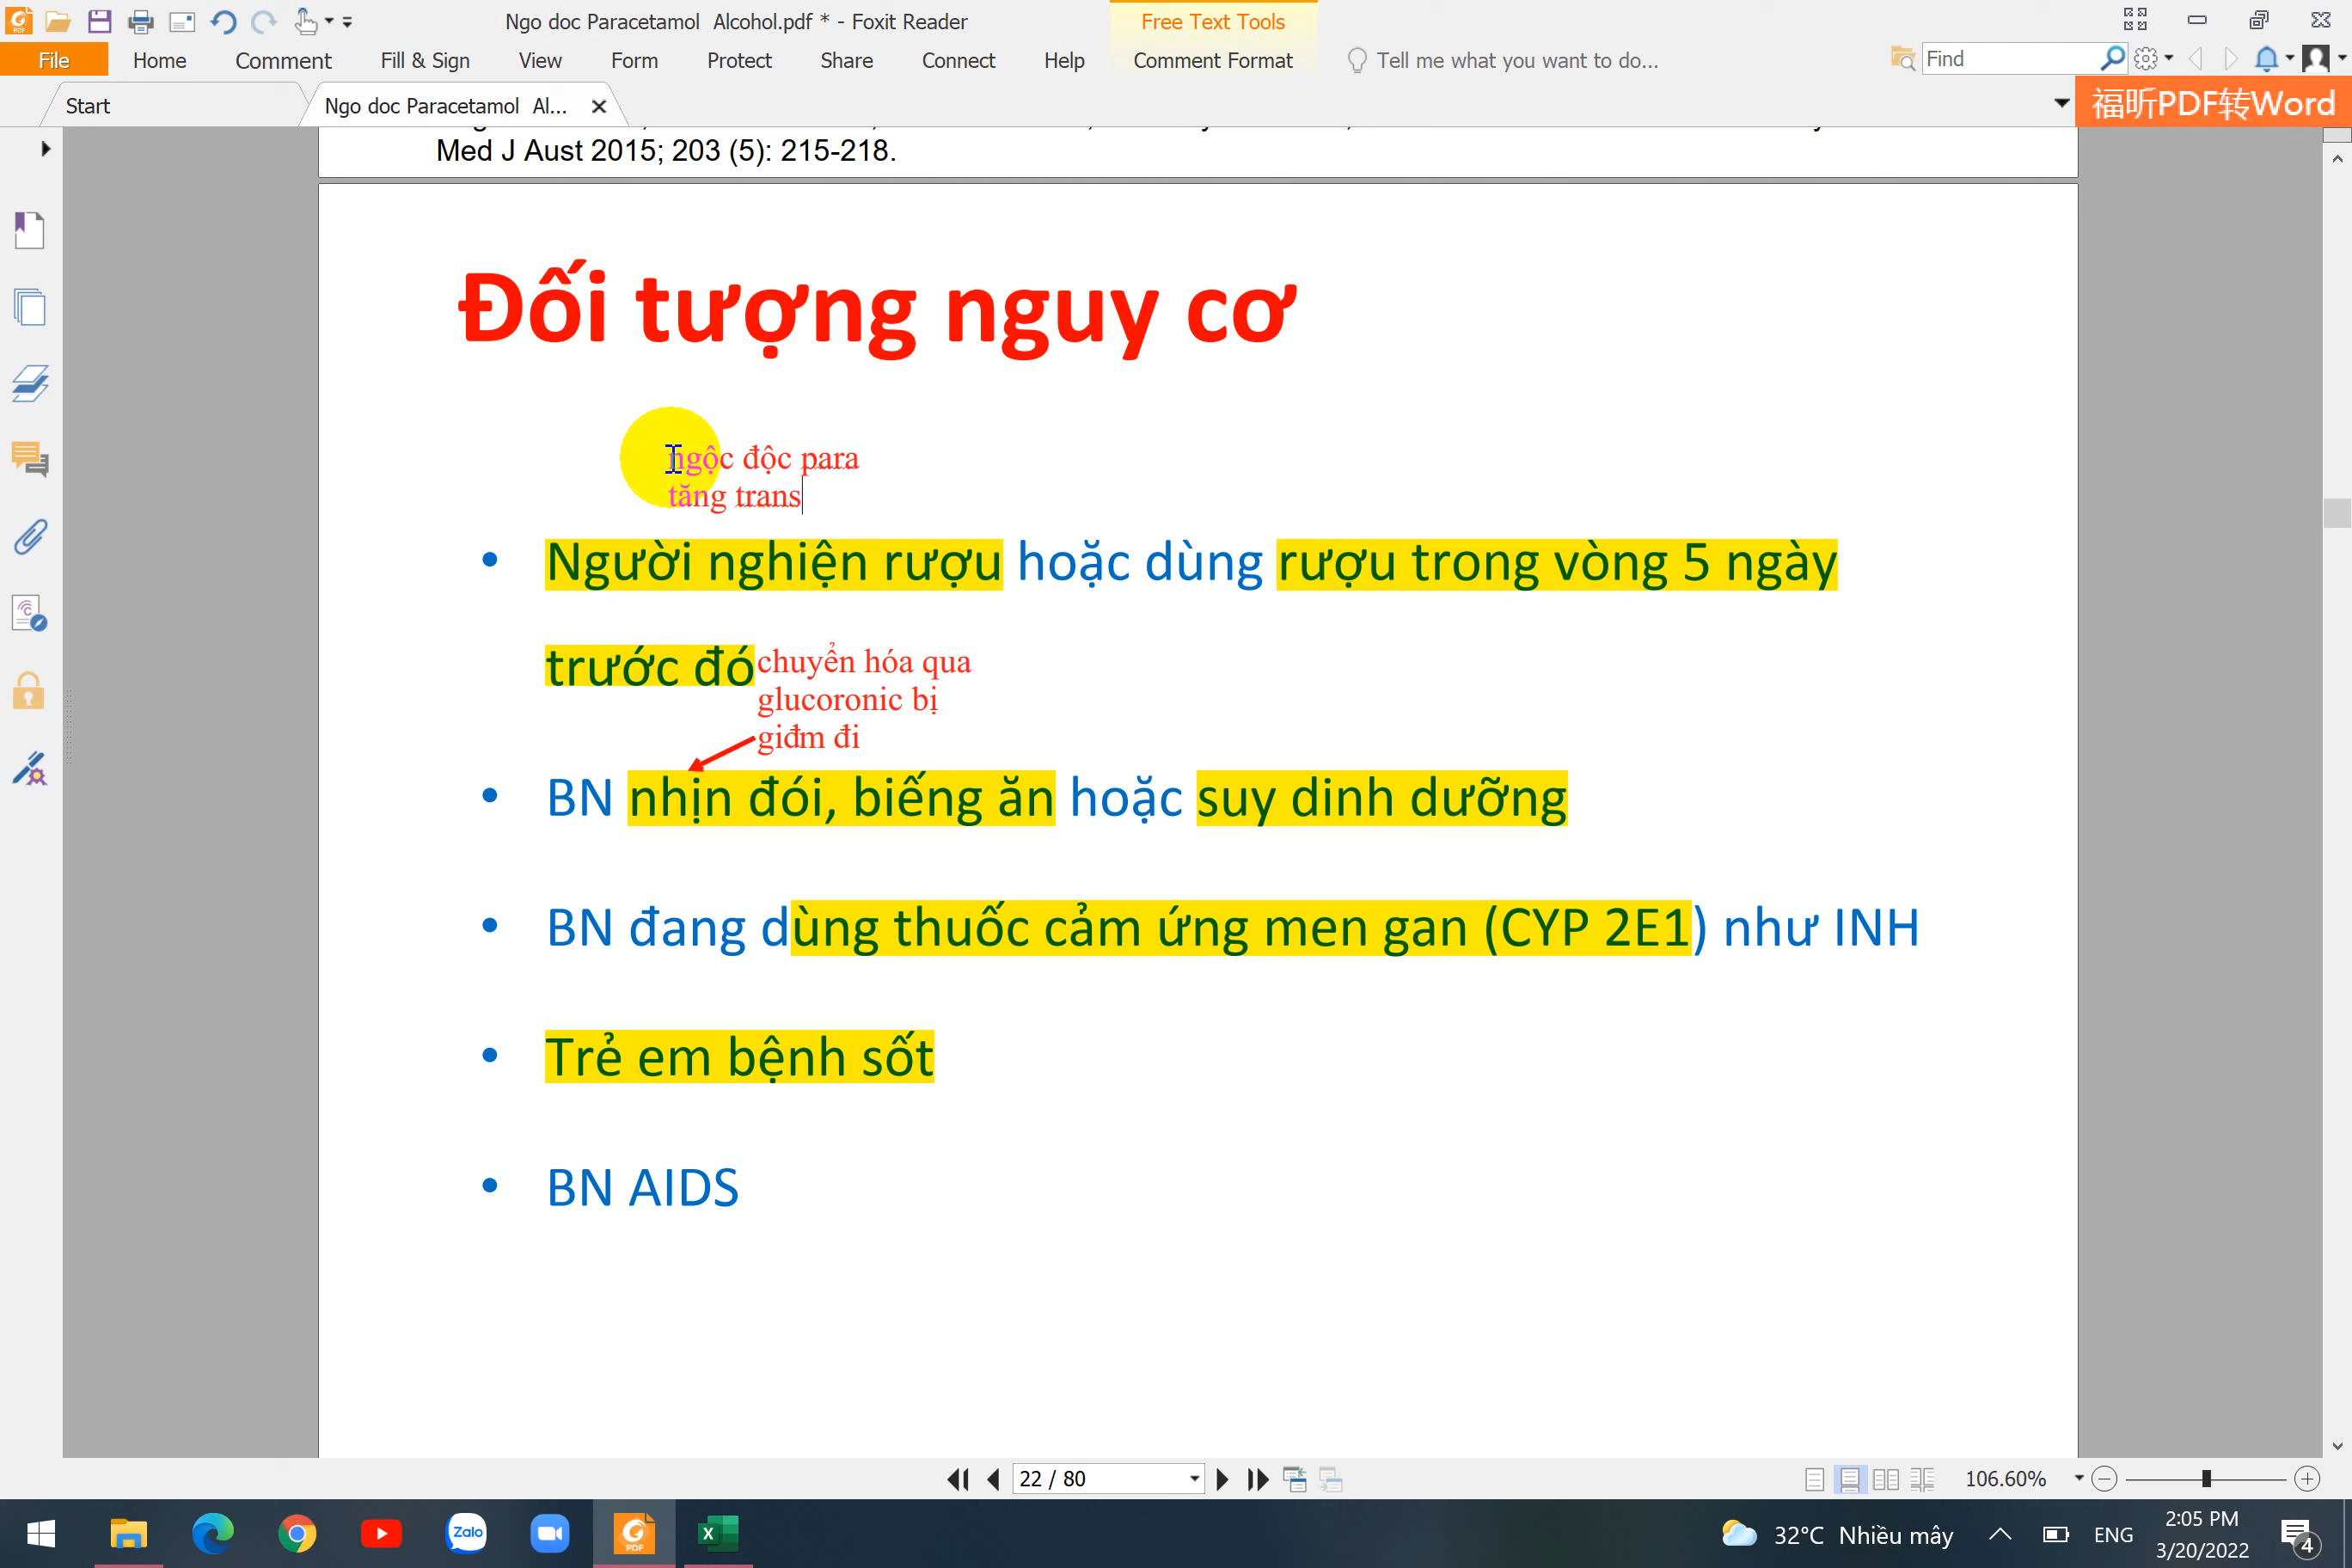 Ngo doc Paracetamol Alcohol.pdf * - Foxit Reader
Free Text Tools
File Home Comment Fill & Sign View Form Protect Share Connect Help Comment Format Tell me what you want to do... Find
Start
Ngo doc Paracetamol Al...
福昕PDF转Word
Med J Aust 2015; 203 (5): 215-218.
Đối tượng nguy cơ
ngộc độc para
tăng trans
• Người nghiện rượu hoặc dùng rượu trong vòng 5 ngày
trước đó
chuyển hóa qua
glucoronic bị
giđm đi
• BN nhịn đói, biếng ăn hoặc suy dinh dưỡng
• BN đang dùng thuốc cảm ứng men gan (CYP 2E1) như INH
• Trẻ em bệnh sốt
• BN AIDS
22 / 80
106.60%
Zalo
PDF
32°C Nhiều mây
ENG
2:05 PM
3/20/2022
4